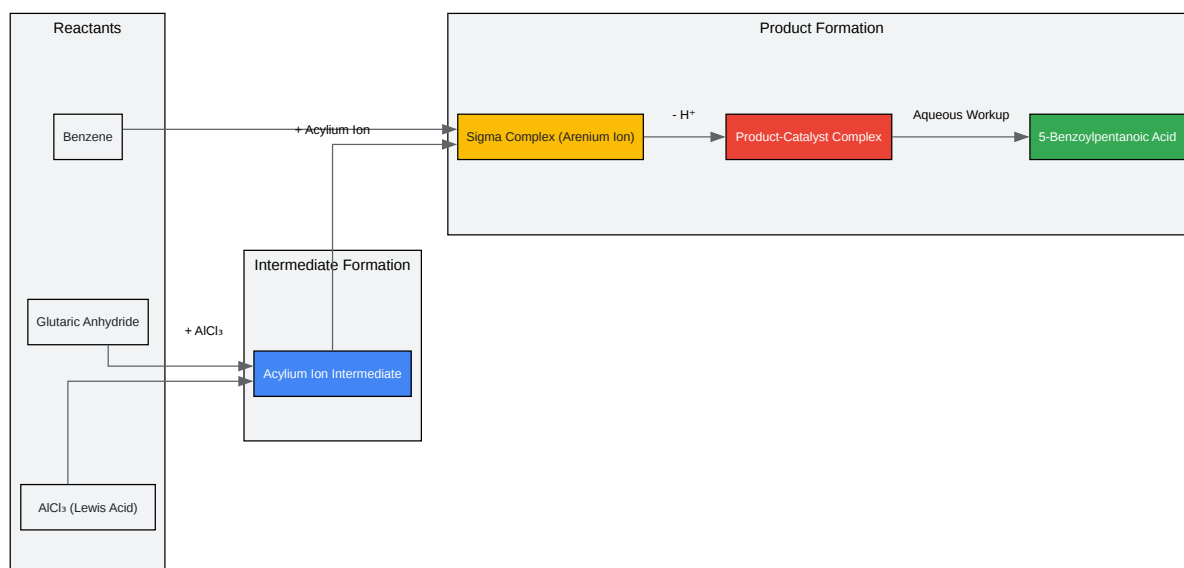 Reactants
Product Formation
Benzene
+ Acylium Ion
Sigma Complex (Arenium Ion)
- H⁺
Product-Catalyst Complex
Aqueous Workup
5-Benzoylpentanoic Acid
Intermediate Formation
Glutaric Anhydride
+ AlCl₃
Acylium Ion Intermediate
AlCl₃ (Lewis Acid)